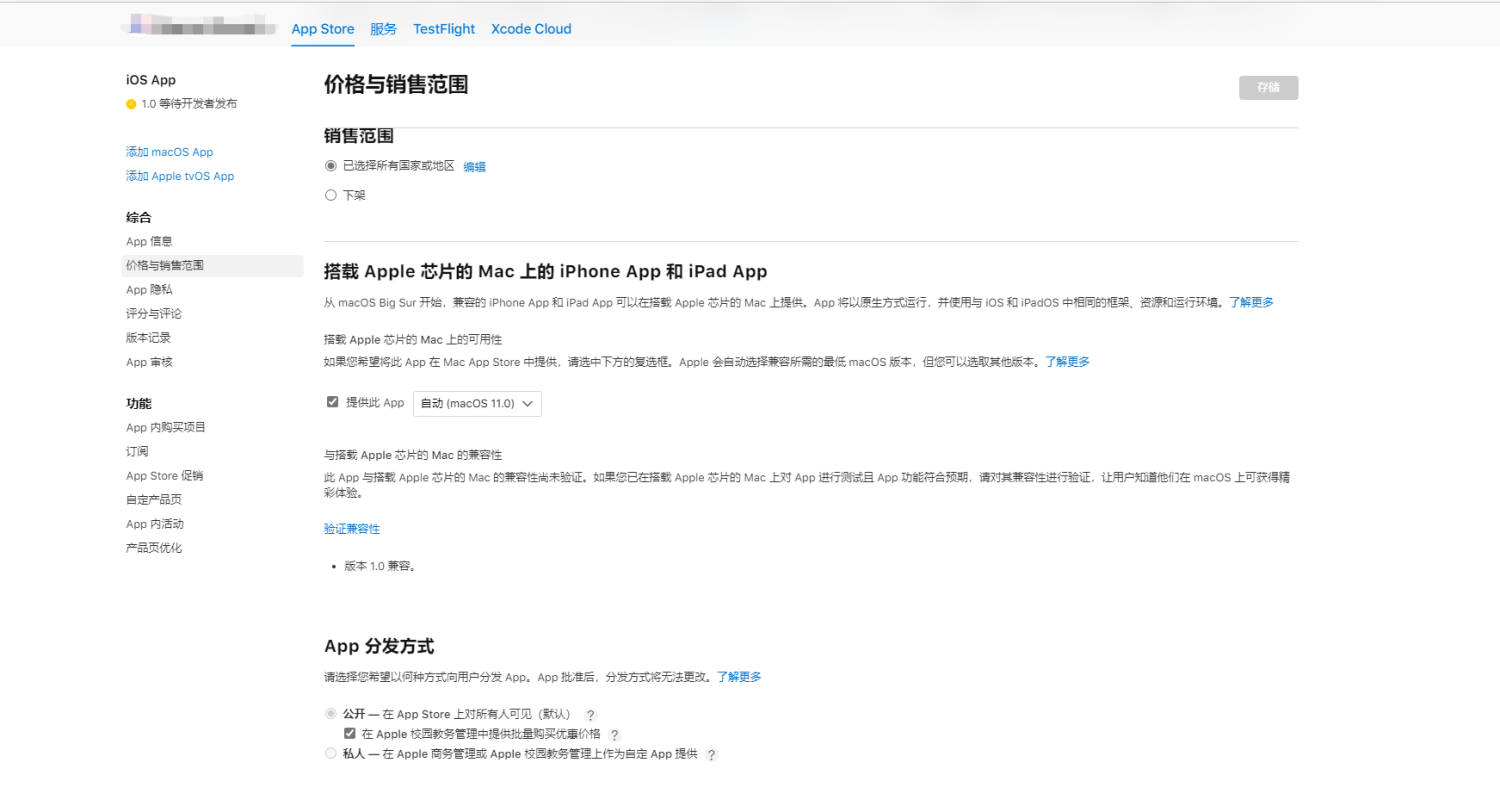 App Store 服务 TestFlight Xcode Cloud
iOS App
1.0 等待开发者发布
添加 macOS App
添加 Apple tvOS App
综合
App 信息
价格与销售范围
App 隐私
评分与评论
版本记录
App 审核
功能
App 内购买项目
订阅
App Store 促销
自定产品页
App 内活动
产品页优化
价格与销售范围
存储
销售范围
已选择所有国家或地区 编辑
下架
搭载 Apple 芯片的 Mac 上的 iPhone App 和 iPad App
从 macOS Big Sur 开始，兼容的 iPhone App 和 iPad App 可以在搭载 Apple 芯片的 Mac 上提供。App 将以原生方式运行，并使用与 iOS 和 iPadOS 中相同的框架、资源和运行环境。了解更多
搭载 Apple 芯片的 Mac 上的可用性
如果您希望将此 App 在 Mac App Store 中提供，请选中下方的复选框。Apple 会自动选择兼容所需的最低 macOS 版本，但您可以选取其他版本。了解更多
提供此 App 自动 (macOS 11.0)
与搭载 Apple 芯片的 Mac 的兼容性
此 App 与搭载 Apple 芯片的 Mac 的兼容性尚未验证。如果您已在搭载 Apple 芯片的 Mac 上对 App 进行测试且 App 功能符合预期，请对其兼容性进行验证，让用户知道他们在 macOS 上可获得精
彩体验。
验证兼容性
• 版本 1.0 兼容。
App 分发方式
请选择您希望以何种方式向用户分发 App。App 批准后，分发方式将无法更改。了解更多
公开 — 在 App Store 上对所有人可见（默认） ?
在 Apple 校园教务管理中提供批量购买优惠价格 ?
私人 — 在 Apple 商务管理或 Apple 校园教务管理上作为自定 App 提供 ?